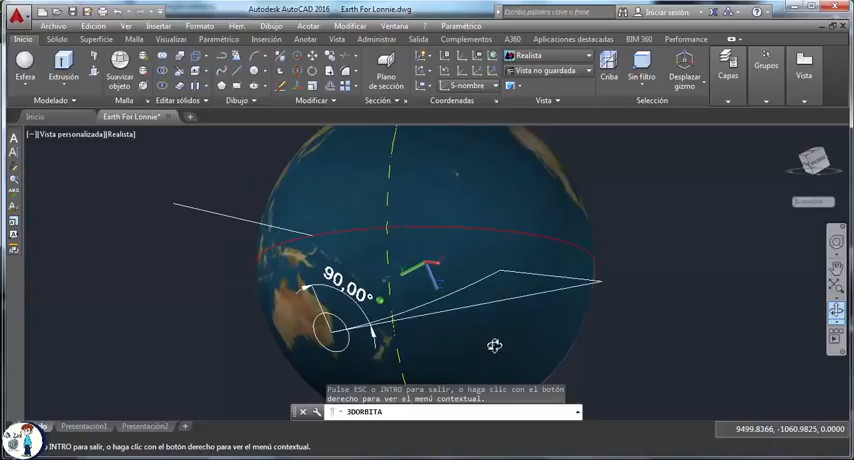 Autodesk AutoCAD 2016 Earth For Lonnie.dwg
Escriba palabra clave o frase
Iniciar sesión
Archivo Edición Ver Insertar Formato Herr. Dibujo Acotar Modificar Ventana ? Paramétrico
Inicio Sólido Superficie Malla Visualizar Paramétrico Inserción Anotar Vista Administrar Salida Complementos A360 Aplicaciones destacadas BIM 360 Performance
Realista
Vista no guardada
S-nombre
Esfera Extrusión Suavizar objeto Plano de sección Criba Sin filtro Desplazar gizmo Capas Grupos Vista
Modelado Malla Editar sólidos Dibujo Modificar Sección Coordenadas Vista Selección
Inicio Earth For Lonnie*
[−][Vista personalizada][Realista]
90,00°
Pulse ESC o INTRO para salir, o haga clic con el botón
derecho para ver el menú contextual.
3DORBITA
Presentación1 Presentación2
9499.8366, -1060.9825, 0.0000
o INTRO para salir, o haga clic con el botón derecho para ver el menú contextual.